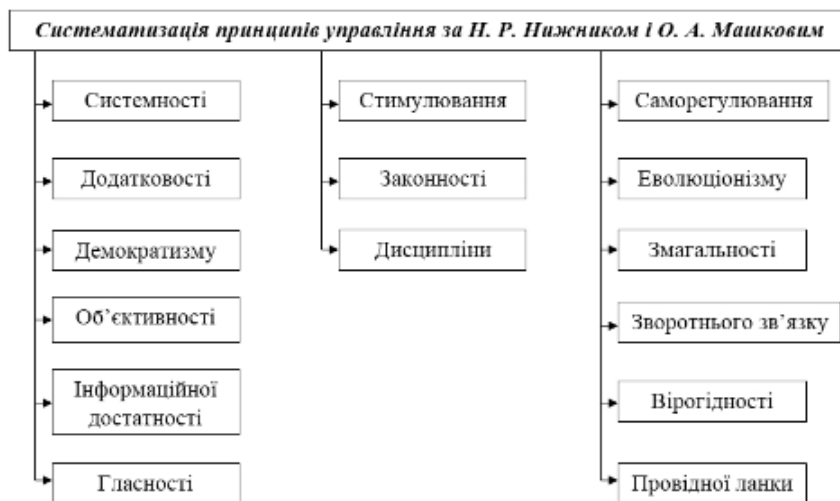 Систематизація принципів управління за Н. Р. Нижником і О. А. Машковим
Системності
Додатковості
Демократизму
Об’єктивності
Інформаційної
достатності
Гласності
Стимулювання
Законності
Дисципліни
Саморегулювання
Еволюціонізму
Змагальності
Зворотнього зв’язку
Вірогідності
Провідної ланки